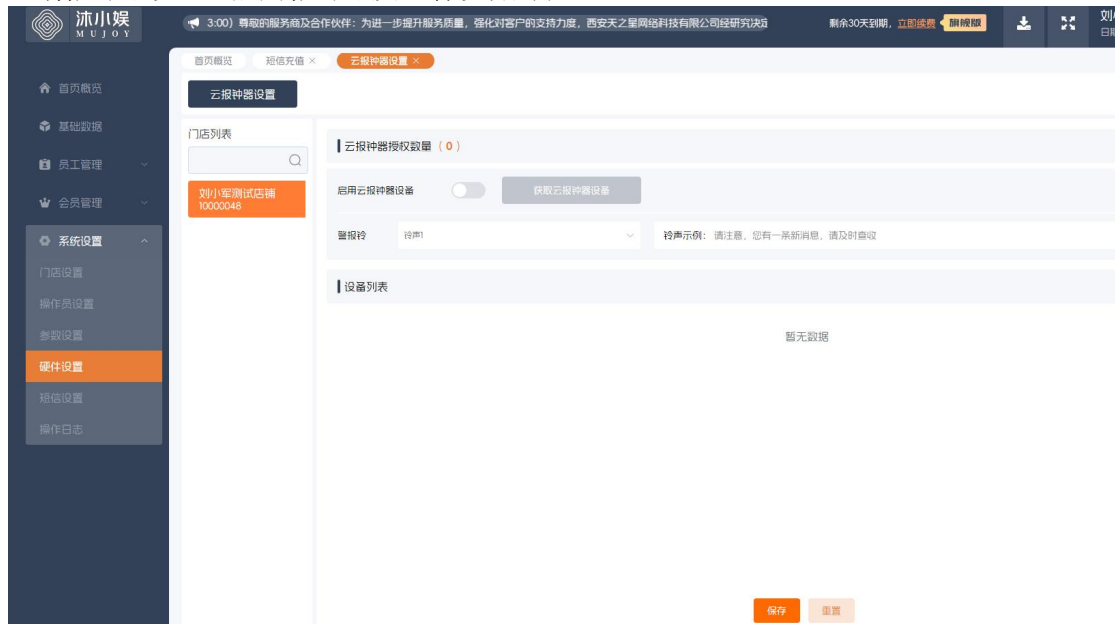 沐小娱
MUJOY
3:00）尊敬的服务商及合作伙伴：为进一步提升服务质量，强化对客户的支持力度，西安天之星网络科技有限公司经研究决定
剩余30天到期，立即续费
旗舰版
首页概览
短信充值 ×
云报钟器设置 ×
首页概览
基础数据
员工管理
会员管理
系统设置
门店设置
操作员设置
参数设置
硬件设置
短信设置
操作日志
云报钟器设置
门店列表
刘小军测试店铺
10000048
云报钟器授权数量（0）
启用云报钟器设备
获取云报钟器设备
警报铃
铃声1
铃声示例：请注意，您有一条新消息，请及时查收
设备列表
暂无数据
保存
重置